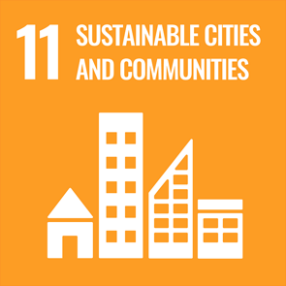 11 SUSTAINABLE CITIES
AND COMMUNITIES